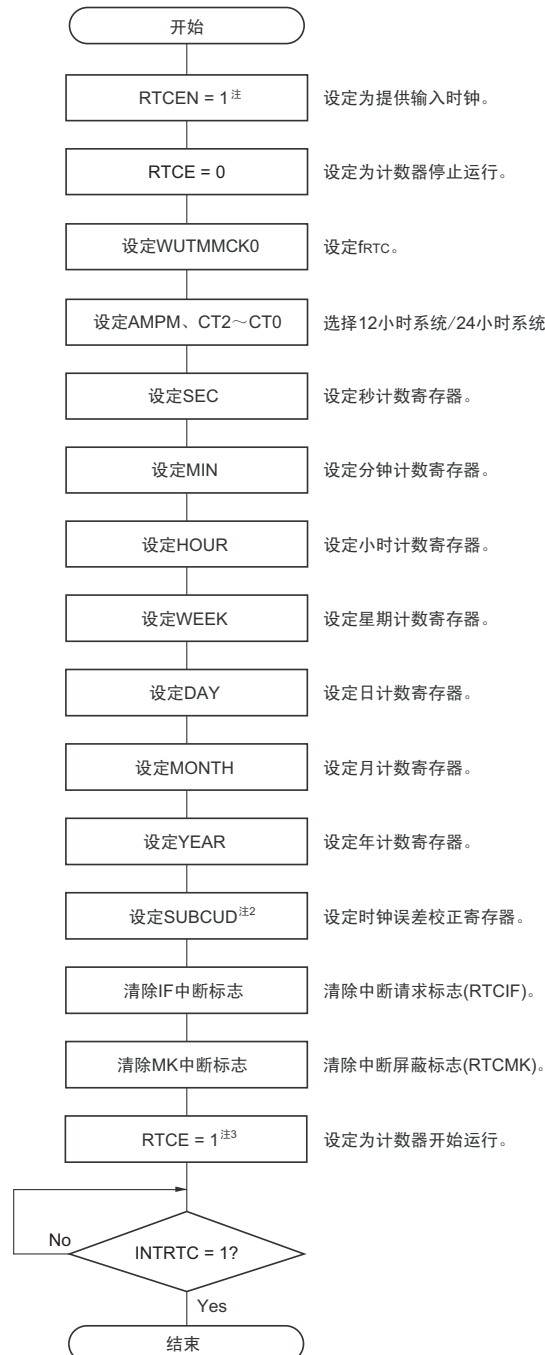 开始
RTCEN = 1注 设定为提供输入时钟。
RTCE = 0 设定为计数器停止运行。
设定WUTMMCK0 设定fRTC。
设定AMPM、CT2～CT0 选择12小时系统/24小时系统
设定SEC 设定秒计数寄存器。
设定MIN 设定分钟计数寄存器。
设定HOUR 设定小时计数寄存器。
设定WEEK 设定星期计数寄存器。
设定DAY 设定日计数寄存器。
设定MONTH 设定月计数寄存器。
设定YEAR 设定年计数寄存器。
设定SUBCUD注2 设定时钟误差校正寄存器。
清除IF中断标志 清除中断请求标志(RTCIF)。
清除MK中断标志 清除中断屏蔽标志(RTCMK)。
RTCE = 1注3 设定为计数器开始运行。
No
INTRTC = 1?
Yes
结束